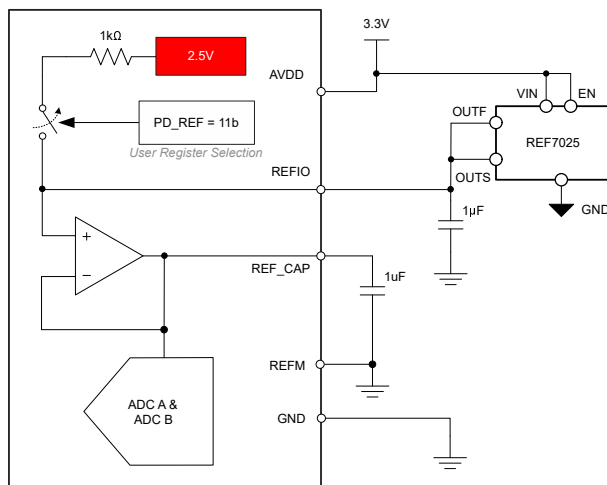 1kΩ
2.5V
3.3V
AVDD
VIN
EN
OUTF
REF7025
PD_REF = 11b
User Register Selection
OUTS
REFIO
GND
1µF
+
−
REF_CAP
1uF
REFM
ADC A &
ADC B
GND